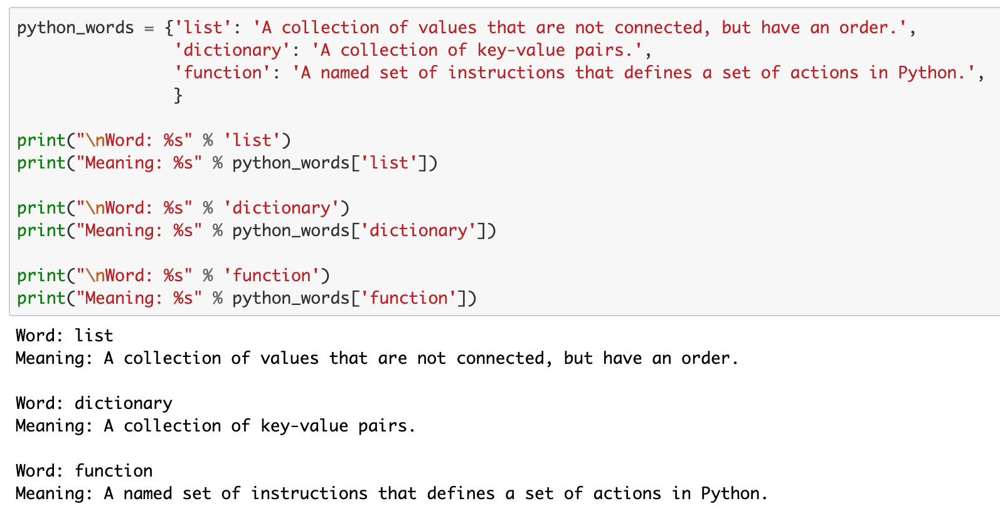 python_words = {'list': 'A collection of values that are not connected, but have an order.',
                'dictionary': 'A collection of key-value pairs.',
                'function': 'A named set of instructions that defines a set of actions in Python.',
                }

print("\nWord: %s" % 'list')
print("Meaning: %s" % python_words['list'])

print("\nWord: %s" % 'dictionary')
print("Meaning: %s" % python_words['dictionary'])

print("\nWord: %s" % 'function')
print("Meaning: %s" % python_words['function'])

Word: list
Meaning: A collection of values that are not connected, but have an order.

Word: dictionary
Meaning: A collection of key-value pairs.

Word: function
Meaning: A named set of instructions that defines a set of actions in Python.